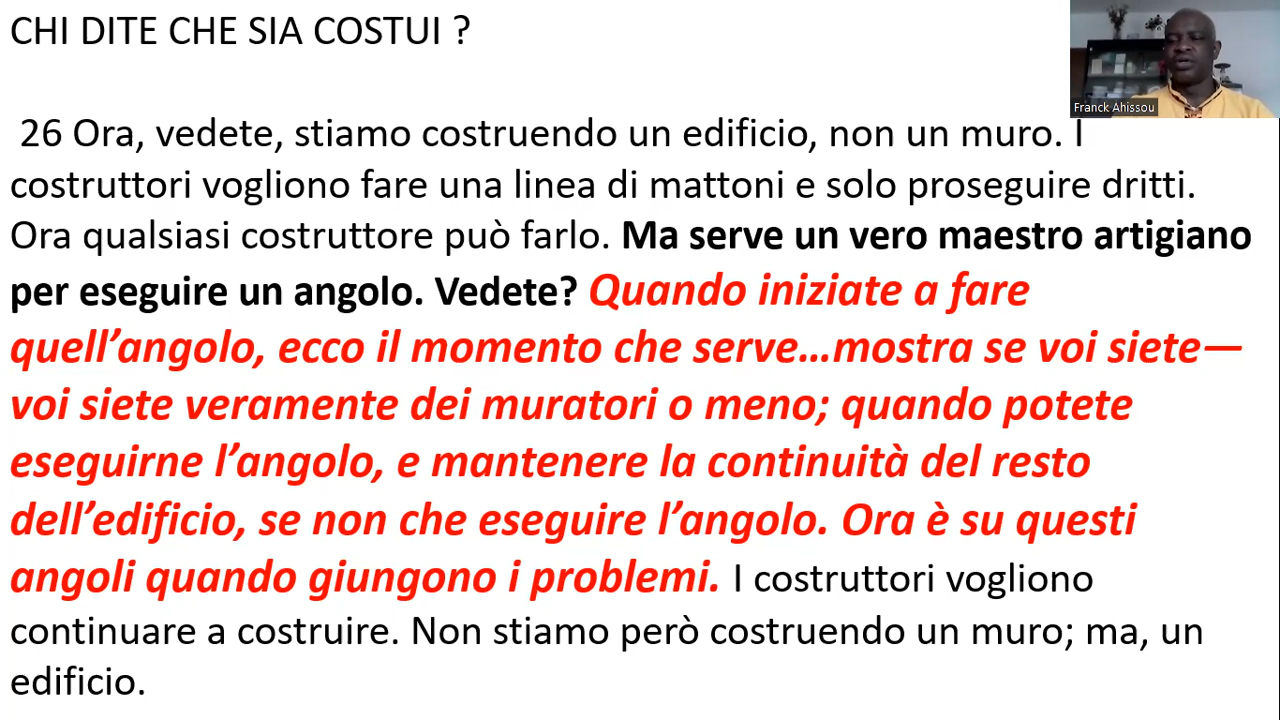 CHI DITE CHE SIA COSTUI ?
Franck Ahissou
26 Ora, vedete, stiamo costruendo un edificio, non un muro. I
costruttori vogliono fare una linea di mattoni e solo proseguire dritti.
Ora qualsiasi costruttore può farlo. Ma serve un vero maestro artigiano
per eseguire un angolo. Vedete? Quando iniziate a fare
quell’angolo, ecco il momento che serve…mostra se voi siete—
voi siete veramente dei muratori o meno; quando potete
eseguirne l’angolo, e mantenere la continuità del resto
dell’edificio, se non che eseguire l’angolo. Ora è su questi
angoli quando giungono i problemi. I costruttori vogliono
continuare a costruire. Non stiamo però costruendo un muro; ma, un
edificio.